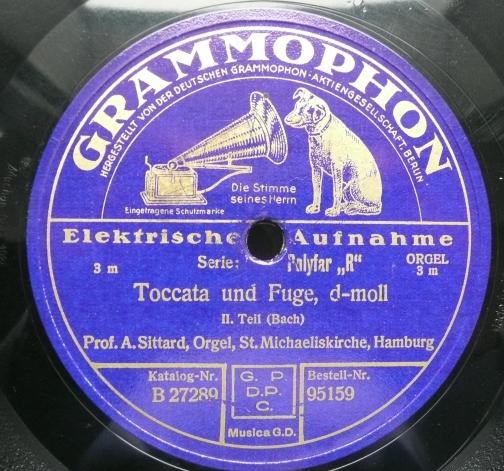 GRAMMOPHON
HERGESTELLT VON DER DEUTSCHEN GRAMMOPHON-AKTIENGESELLSCHAFT. BERLIN
Die Stimme
seines Herrn
Eingetragene Schutzmarke
Elektrische Aufnahme
Serie: Polyfar „R“ ORGEL
3 m 3 m
Toccata und Fuge, d-moll
II. Teil (Bach)
Prof. A. Sittard, Orgel, St. Michaeliskirche, Hamburg
Katalog-Nr. G. P. Bestell-Nr.
B 27289 D.P. 95159
C.
Musica G.D.